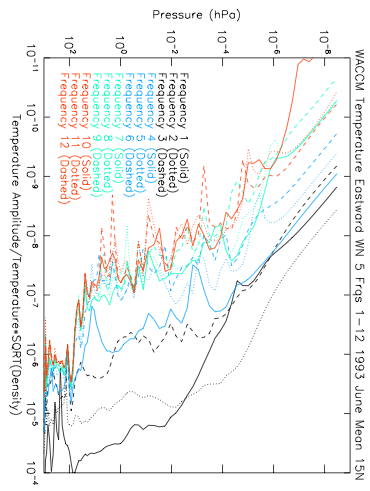 WACCM Temperature Eastward WN 5 Frqs 1-12 1993 June Mean 15N
Pressure (hPa)
10^2
10^0
10^-2
10^-4
10^-6
10^-8
10^-11
10^-10
10^-9
10^-8
10^-7
10^-6
10^-5
10^-4
Temperature Amplitude/Temperature*SQRT(Density)
Frequency 1 (Solid)
Frequency 2 (Dotted)
Frequency 3 (Dashed)
Frequency 4 (Solid)
Frequency 5 (Dotted)
Frequency 6 (Dashed)
Frequency 7 (Solid)
Frequency 8 (Dotted)
Frequency 9 (Dashed)
Frequency 10 (Solid)
Frequency 11 (Dotted)
Frequency 12 (Dashed)